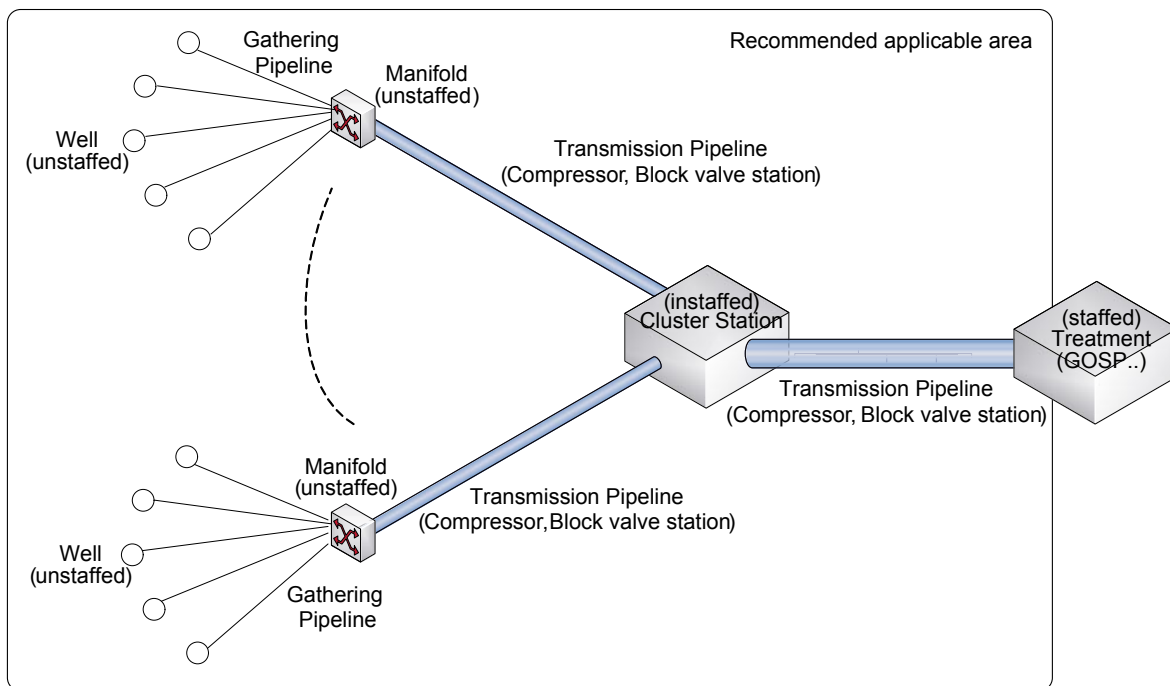 Recommended applicable area
Gathering
Pipeline
Manifold
(unstaffed)
Well
(unstaffed)
Transmission Pipeline
(Compressor, Block valve station)
(instaffed)
Cluster Station
(staffed)
Treatment
(GOSP..)
Transmission Pipeline
(Compressor, Block valve station)
Manifold
(unstaffed)
Transmission Pipeline
(Compressor,Block valve station)
Well
(unstaffed)
Gathering
Pipeline